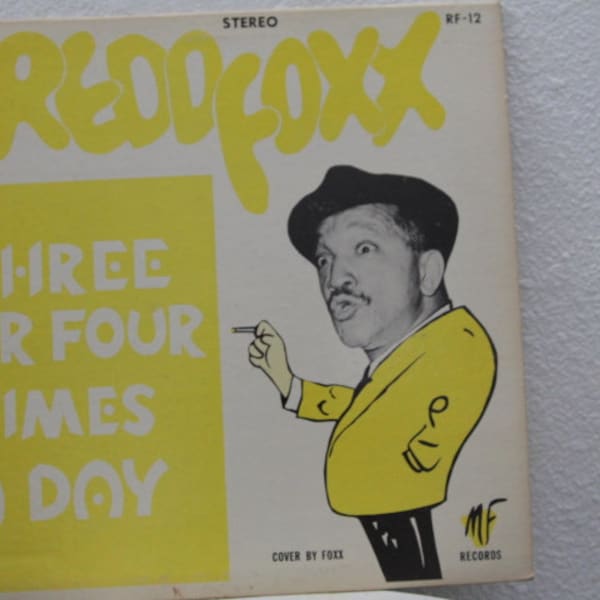 STEREO
RF-12
REDD FOXX
HREE
R FOUR
IMES
DAY
COVER BY FOXX
MF
RECORDS